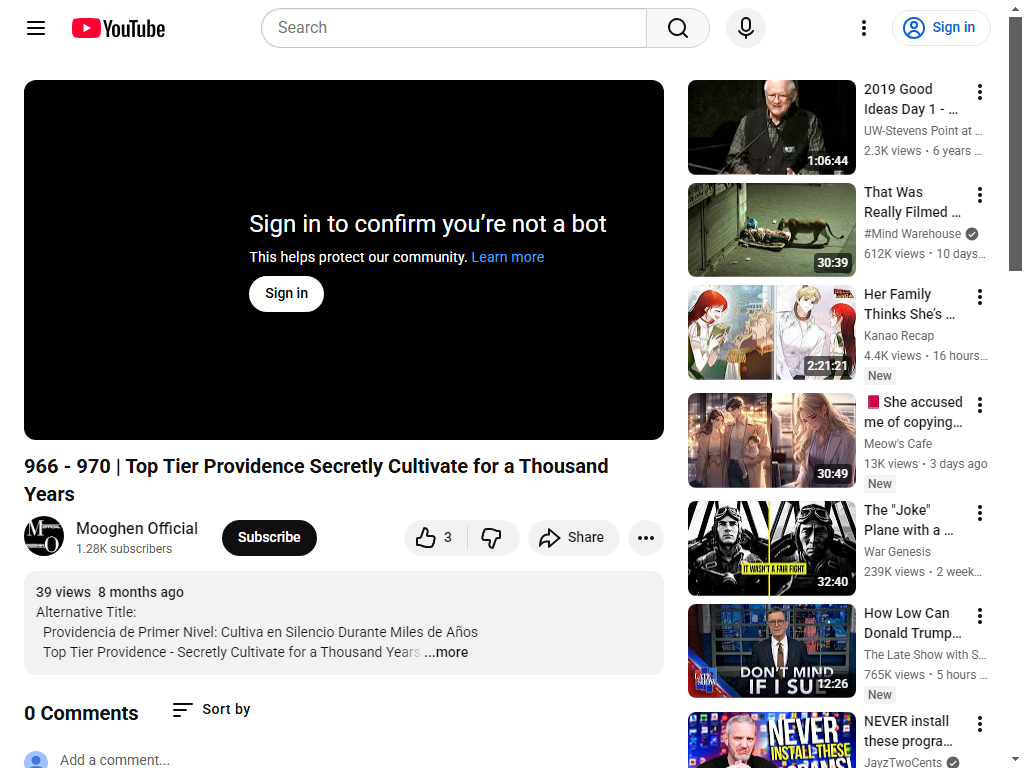 YouTube
Search
Sign in
Sign in to confirm you’re not a bot
This helps protect our community. Learn more
Sign in
966 - 970 | Top Tier Providence Secretly Cultivate for a Thousand
Years
Mooghen Official
1.28K subscribers
Subscribe
3
Share
39 views 8 months ago
Alternative Title:
Providencia de Primer Nivel: Cultiva en Silencio Durante Miles de Años
Top Tier Providence - Secretly Cultivate for a Thousand Years ...more
0 Comments
Sort by
Add a comment...
1:06:44
2019 Good
Ideas Day 1 - ...
UW-Stevens Point at ...
2.3K views • 6 years ...
30:39
That Was
Really Filmed ...
#Mind Warehouse
612K views • 10 days...
2:21:21
Her Family
Thinks She’s ...
Kanao Recap
4.4K views • 16 hours...
New
30:49
📕 She accused
me of copying...
Meow's Cafe
13K views • 3 days ago
New
IT WASN'T A FAIR FIGHT
32:40
The "Joke"
Plane with a ...
War Genesis
239K views • 2 week...
LATE SHOW
DON'T MIND
IF I SUE
12:26
How Low Can
Donald Trump...
The Late Show with S...
765K views • 5 hours ...
New
NEVER
INSTALL THESE
NEVER install
these progra...
JayzTwoCents